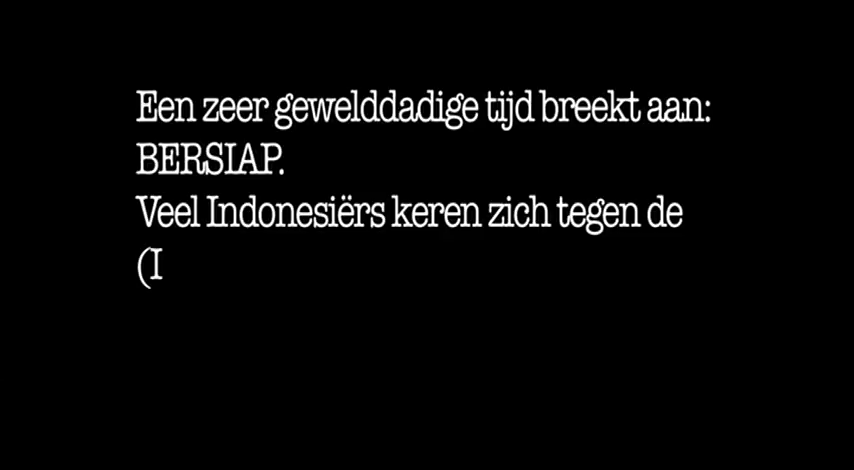 Een zeer gewelddadige tijd breekt aan:
BERSIAP.
Veel Indonesiërs keren zich tegen de
(I